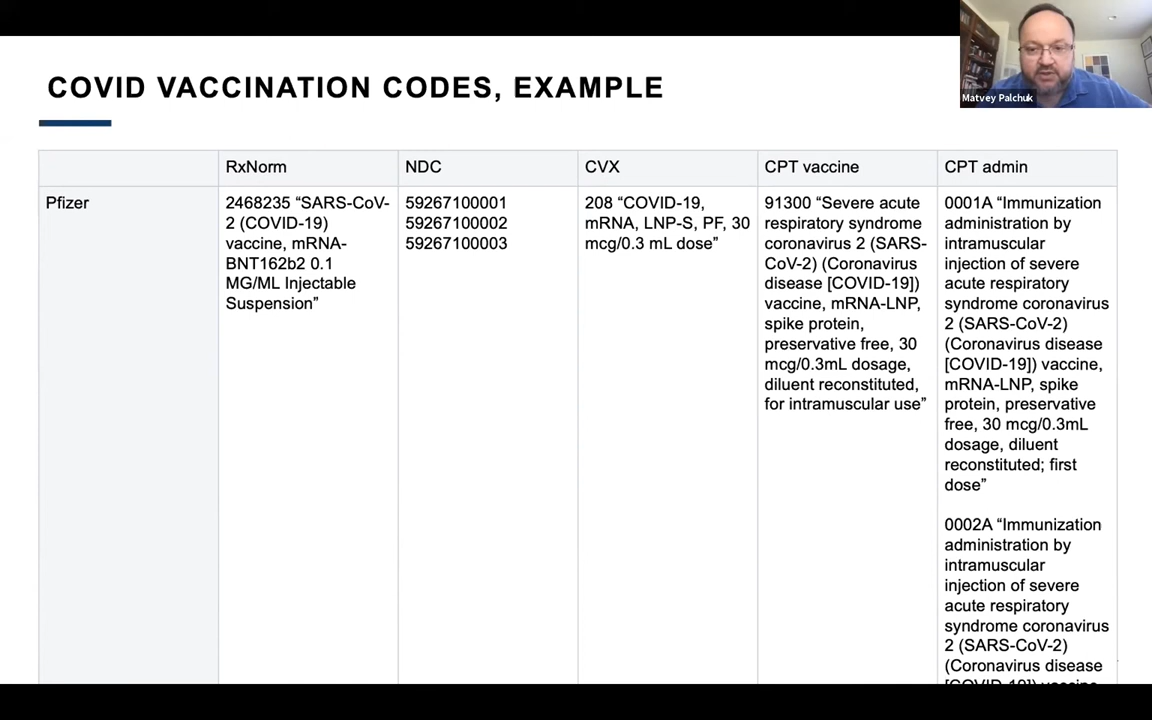 Matvey Palchuk
COVID VACCINATION CODES, EXAMPLE
RxNorm
NDC
CVX
CPT vaccine
CPT admin
Pfizer
2468235 “SARS-CoV-
2 (COVID-19)
vaccine, mRNA-
BNT162b2 0.1
MG/ML Injectable
Suspension”
59267100001
59267100002
59267100003
208 “COVID-19,
mRNA, LNP-S, PF, 30
mcg/0.3 mL dose”
91300 “Severe acute
respiratory syndrome
coronavirus 2 (SARS-
CoV-2) (Coronavirus
disease [COVID-19])
vaccine, mRNA-LNP,
spike protein,
preservative free, 30
mcg/0.3mL dosage,
diluent reconstituted,
for intramuscular use”
0001A “Immunization
administration by
intramuscular
injection of severe
acute respiratory
syndrome coronavirus
2 (SARS-CoV-2)
(Coronavirus disease
[COVID-19]) vaccine,
mRNA-LNP, spike
protein, preservative
free, 30 mcg/0.3mL
dosage, diluent
reconstituted; first
dose”
0002A “Immunization
administration by
intramuscular
injection of severe
acute respiratory
syndrome coronavirus
2 (SARS-CoV-2)
(Coronavirus disease
[COVID-19]) vaccine